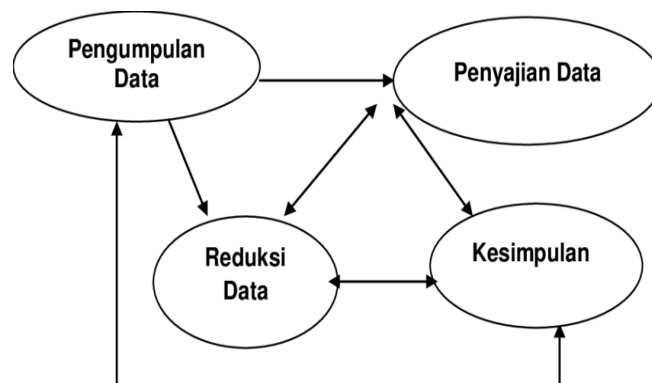 Pengumpulan
Data
Penyajian Data
Reduksi
Data
Kesimpulan